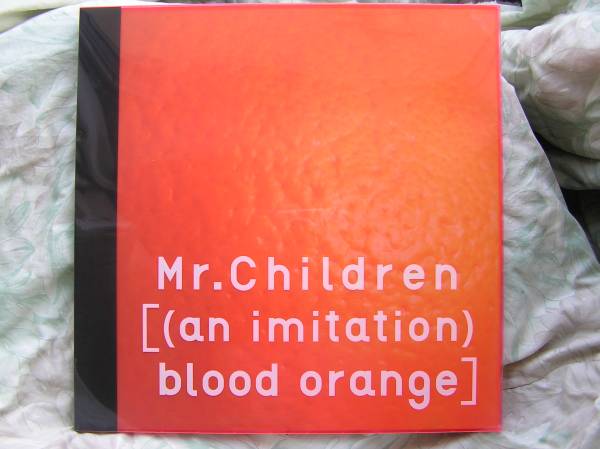 Mr.Children
[(an imitation)
blood orange]